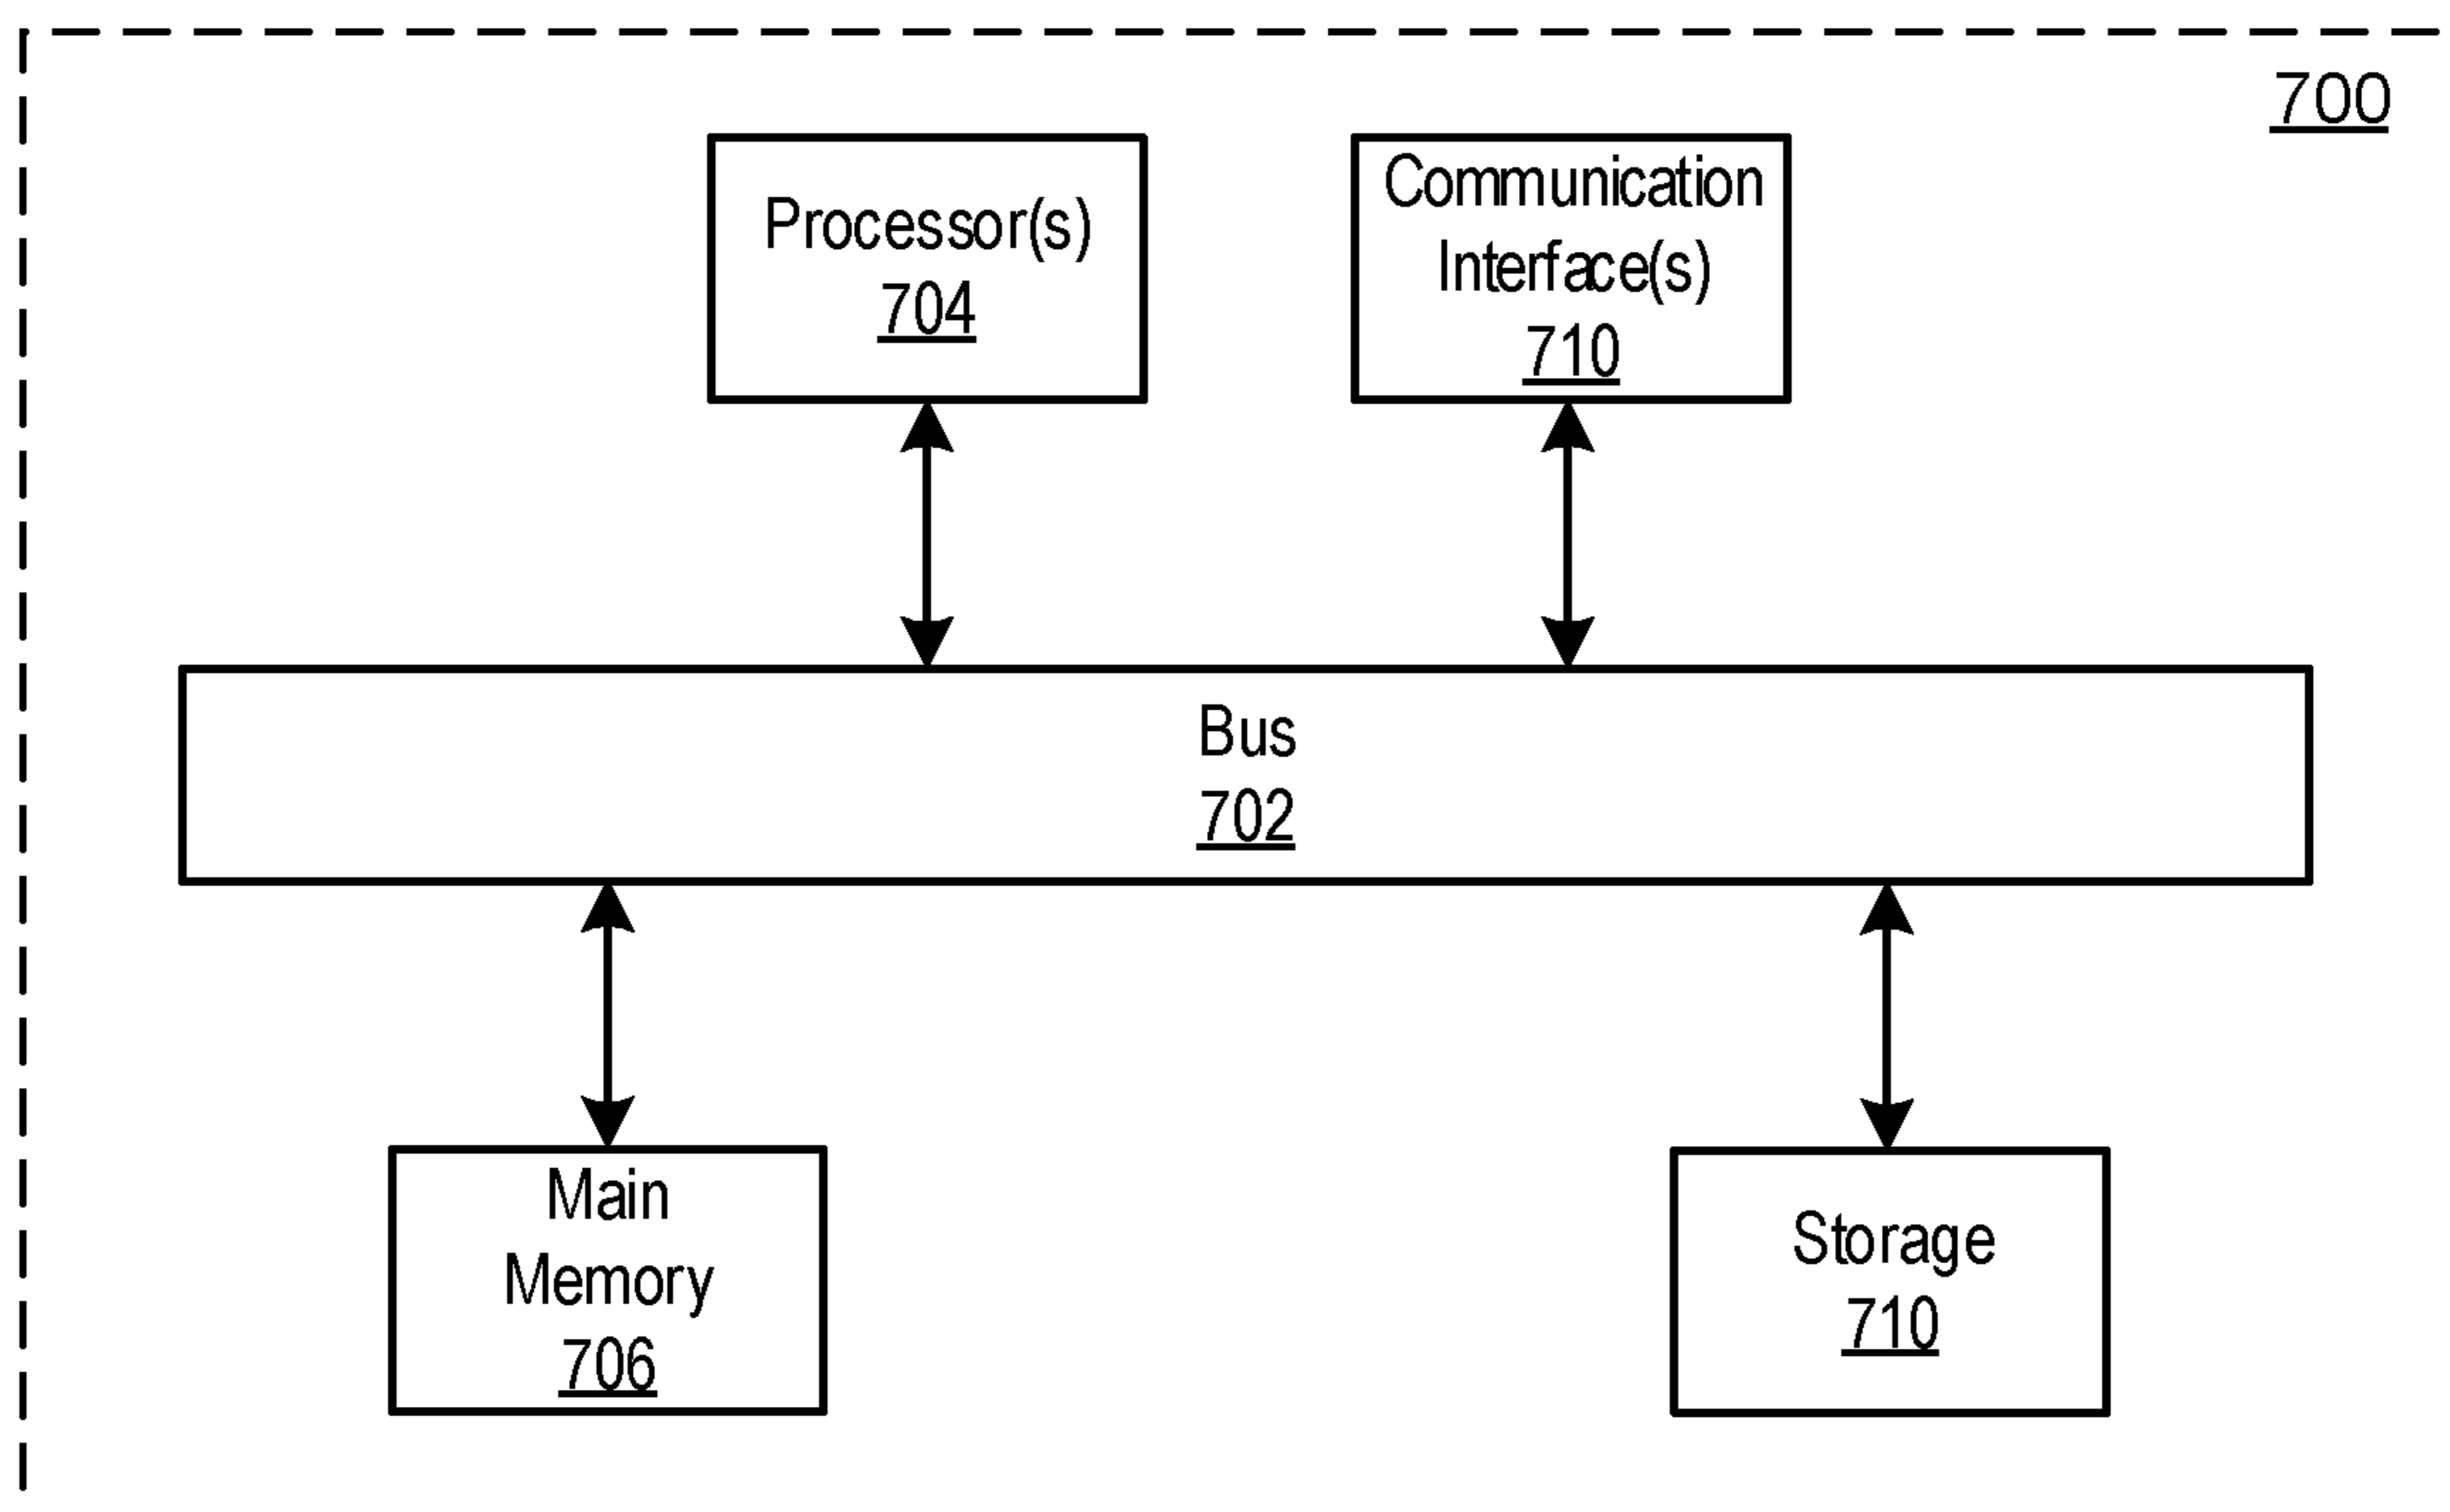 700
Processor(s)
704
Communication
Interface(s)
710
Bus
702
Main
Memory
706
Storage
710